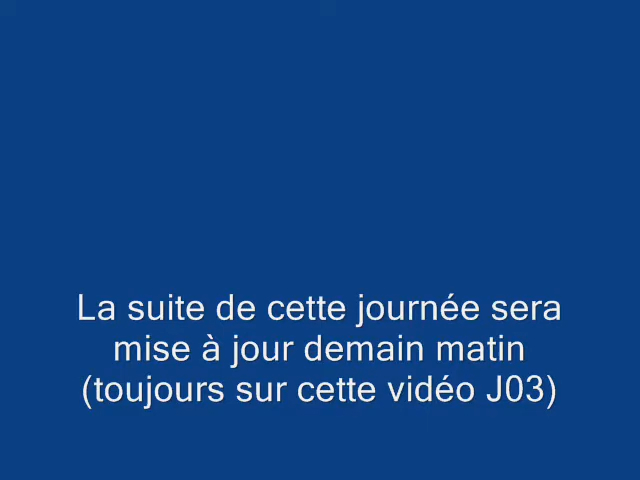 La suite de cette journée sera
mise à jour demain matin
(toujours sur cette vidéo J03)